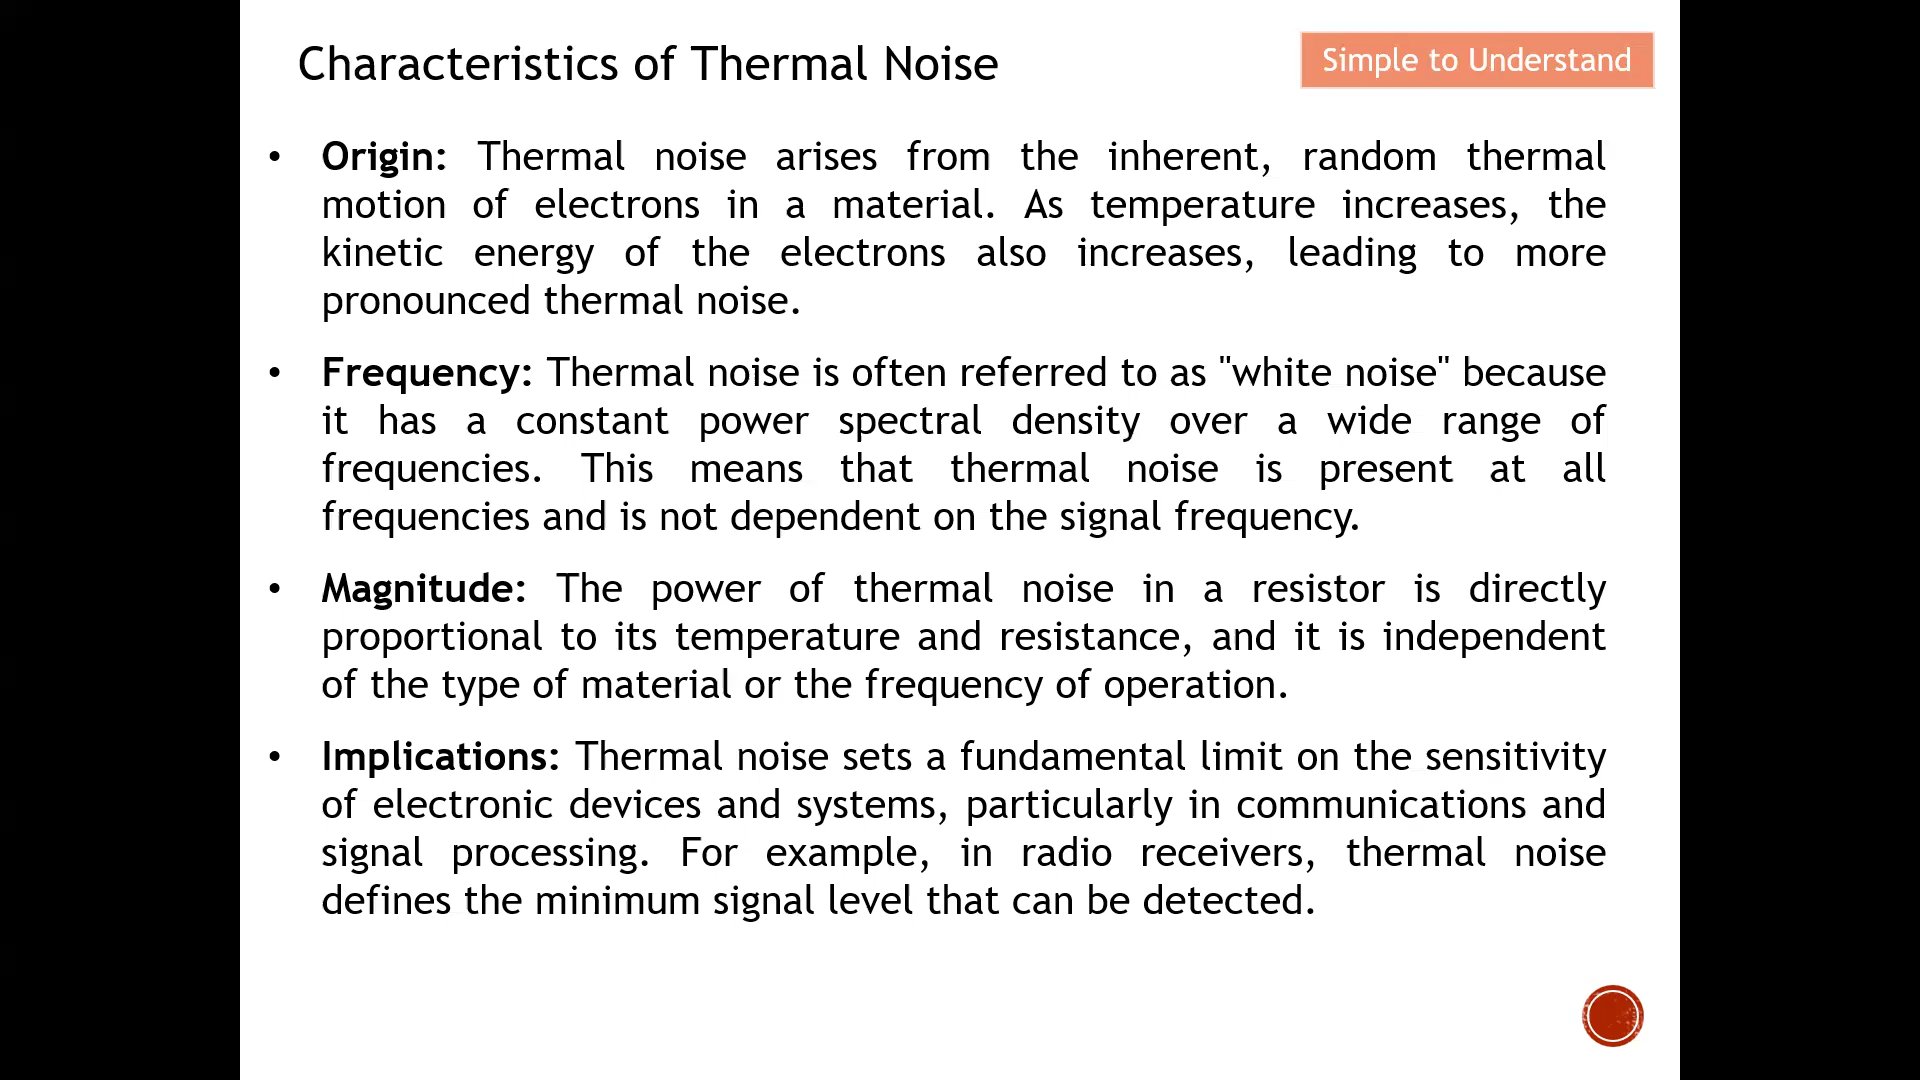 Characteristics of Thermal Noise
Simple to Understand
• Origin: Thermal noise arises from the inherent, random thermal
motion of electrons in a material. As temperature increases, the
kinetic energy of the electrons also increases, leading to more
pronounced thermal noise.
• Frequency: Thermal noise is often referred to as "white noise" because
it has a constant power spectral density over a wide range of
frequencies. This means that thermal noise is present at all
frequencies and is not dependent on the signal frequency.
• Magnitude: The power of thermal noise in a resistor is directly
proportional to its temperature and resistance, and it is independent
of the type of material or the frequency of operation.
• Implications: Thermal noise sets a fundamental limit on the sensitivity
of electronic devices and systems, particularly in communications and
signal processing. For example, in radio receivers, thermal noise
defines the minimum signal level that can be detected.